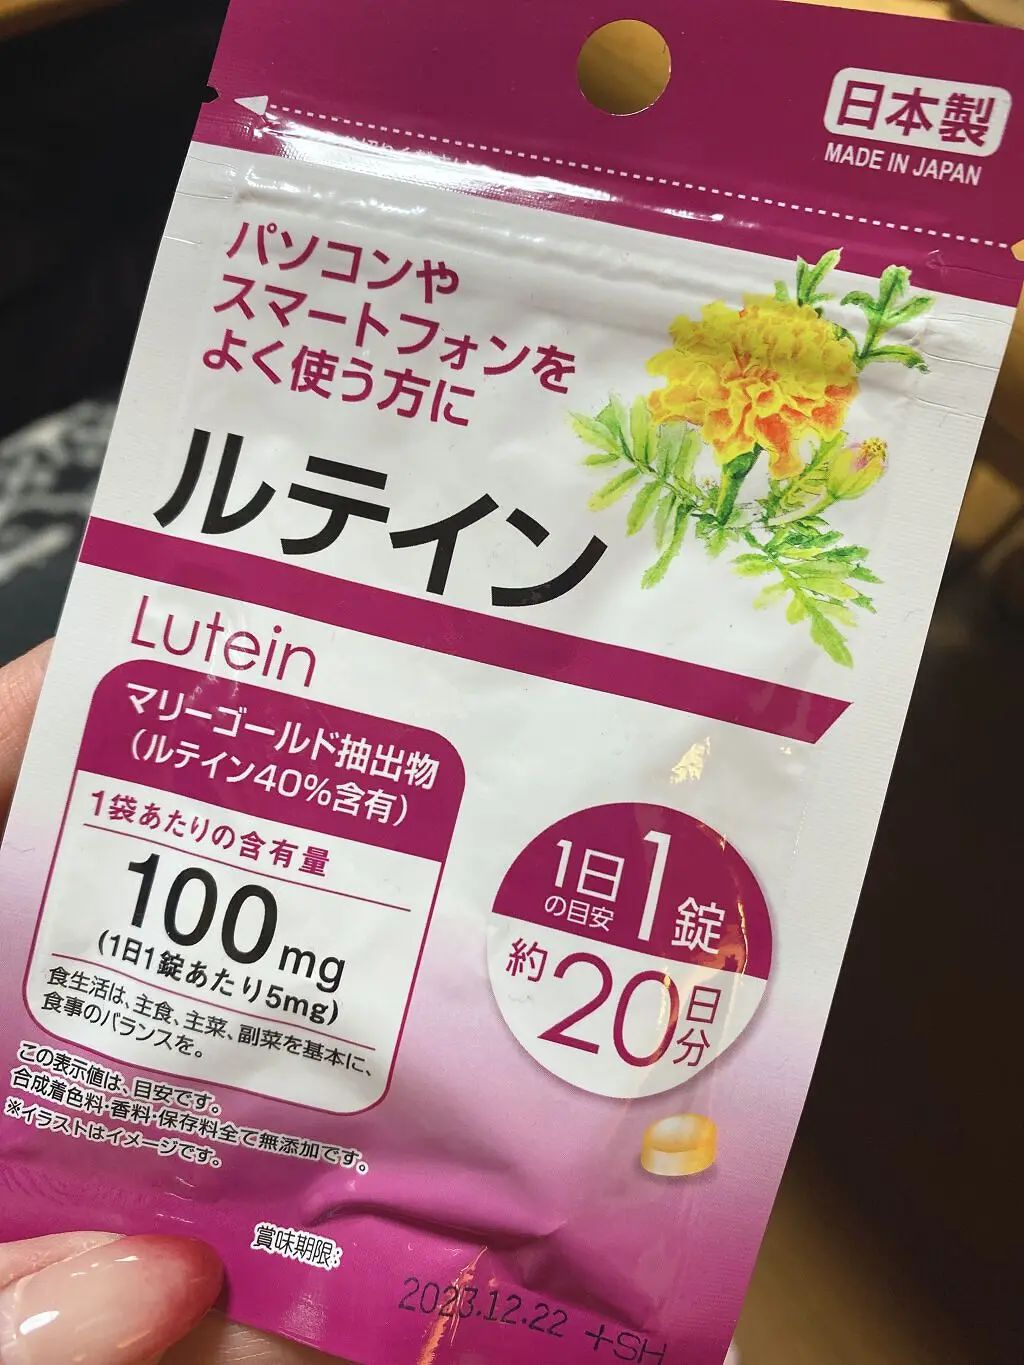 日本製
MADE IN JAPAN
パソコンや
スマートフォンを
よく使う方に
ルテイン
Lutein
マリーゴールド抽出物
(ルテイン40%含有)
1袋あたりの含有量
100mg
(1日1錠あたり5mg)
食生活は、主食、主菜、副菜を基本に、
食事のバランスを。
1日の目安1錠
約20日分
この表示値は、目安です。
合成着色料・香料・保存料全て無添加です。
※イラストはイメージです。
賞味期限:
2023.12.22 +SH